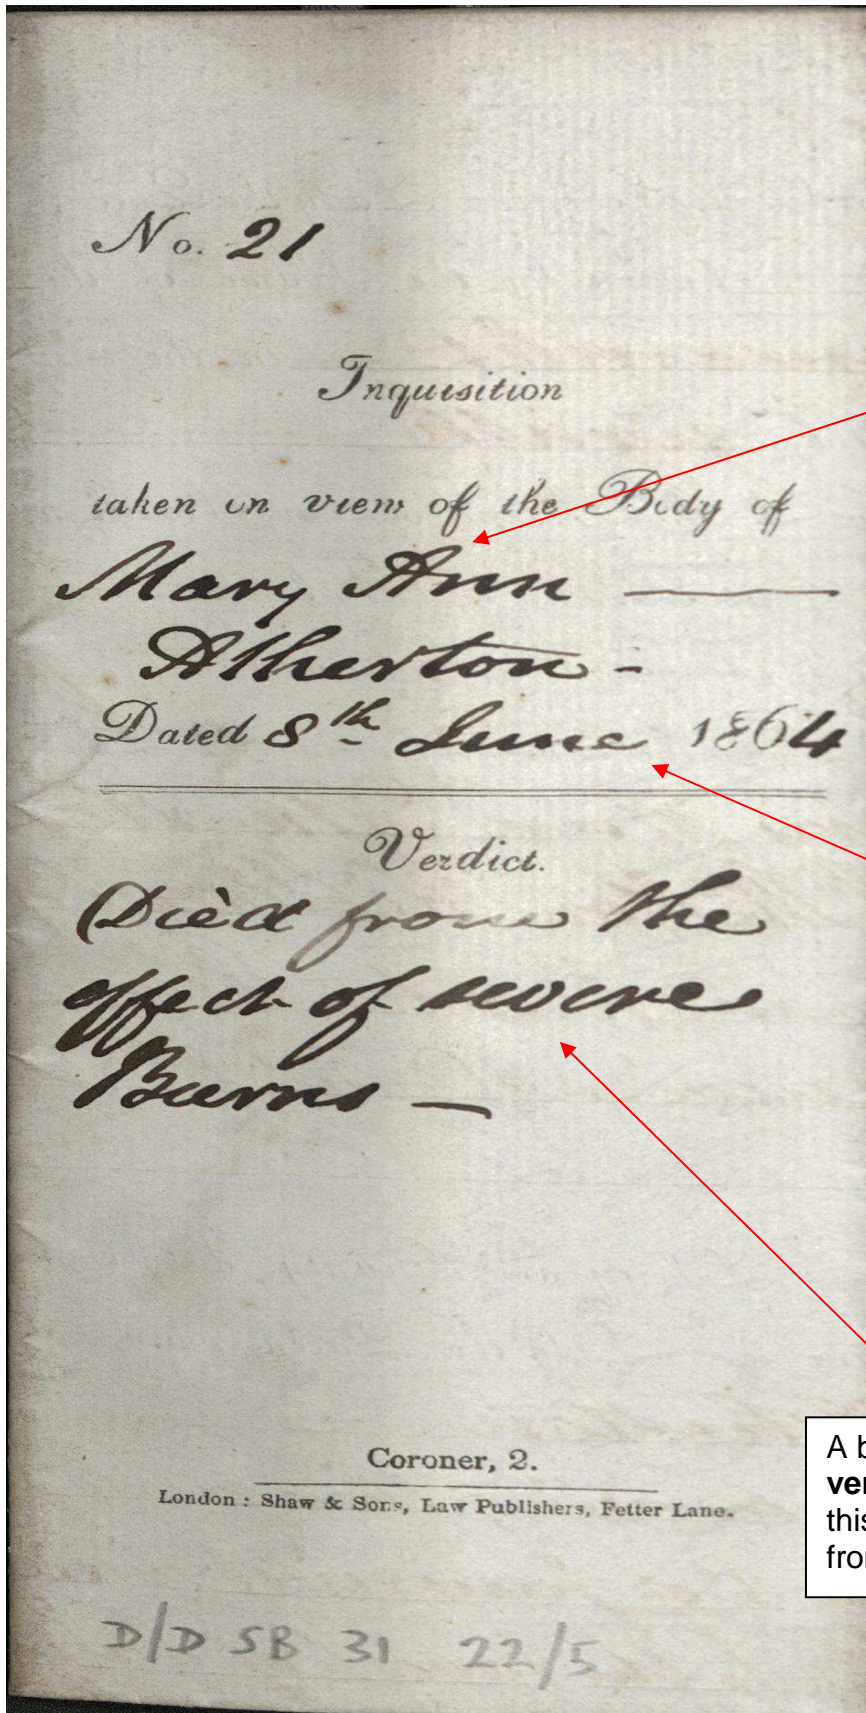 No. 21
Inquisition
taken on view of the Body of
Mary Ann —
Atherton -
Dated 8th June 1864
Verdict.
Died from the
effect of severe
Burns —
Coroner, 2.
London: Shaw & Sons, Law Publishers, Fetter Lane.
A b
ver
this
from
D/D SB 31 22/5